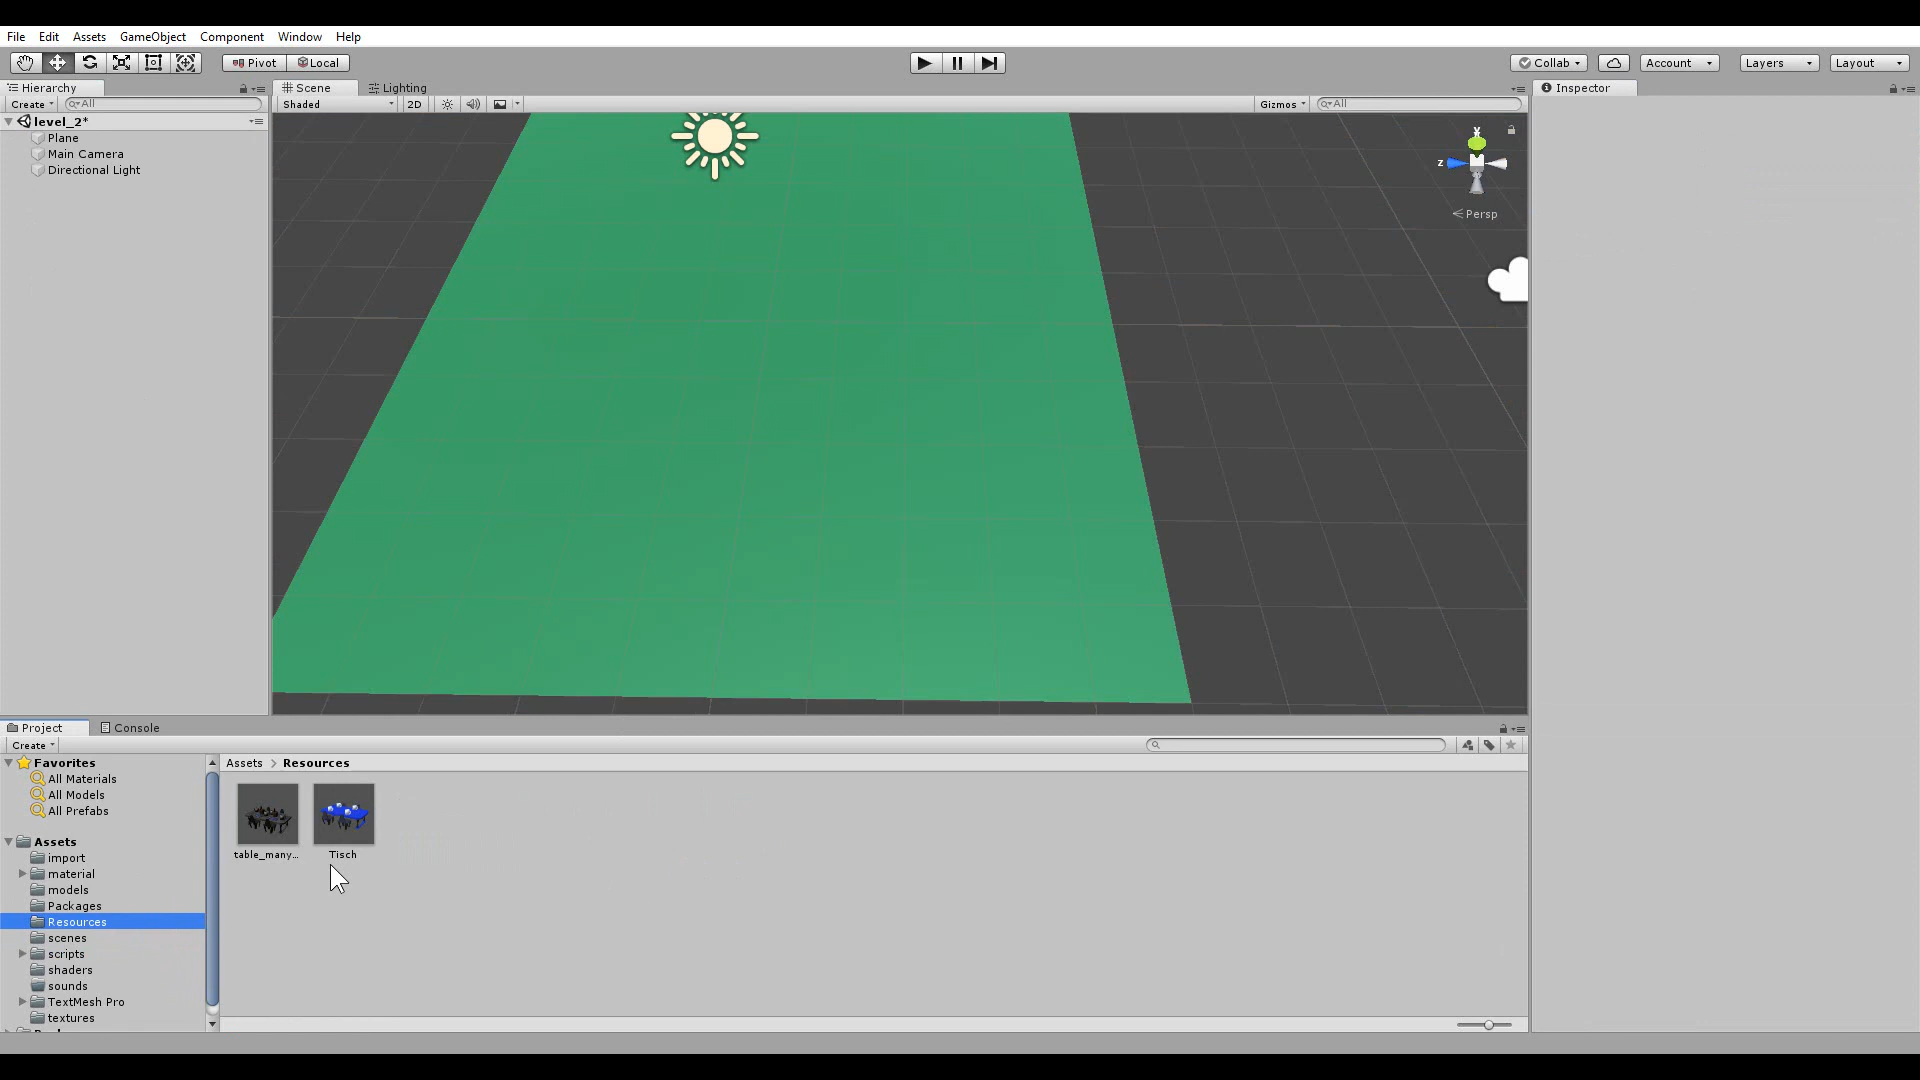 File Edit Assets GameObject Component Window Help
Pivot Local Collab Account Layers Layout
Hierarchy Scene Lighting Inspector
Create All Shaded 2D Gizmos All
level_2*
Plane
Main Camera
Directional Light
y
z
Persp
Project Console
Create
Favorites
All Materials
All Models
All Prefabs
Assets
import
material
models
Packages
Resources
scenes
scripts
shaders
sounds
TextMesh Pro
textures
Assets > Resources
table_many... Tisch